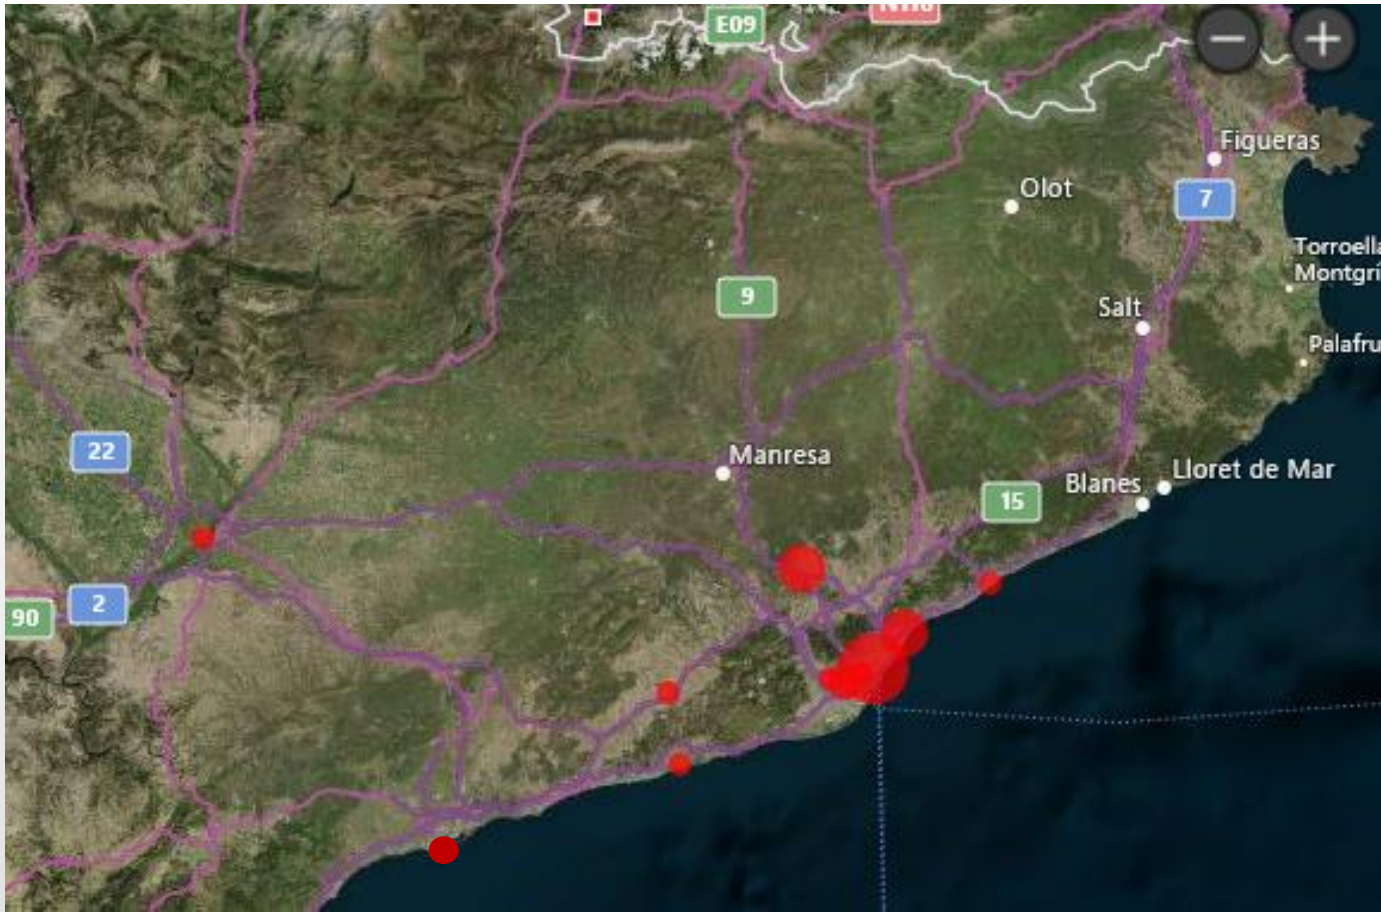 E09
Figueras
Olot
7
Torroella
Montgrí
9
Salt
Palafru
22
Manresa
Lloret de Mar
Blanes
15
2
90